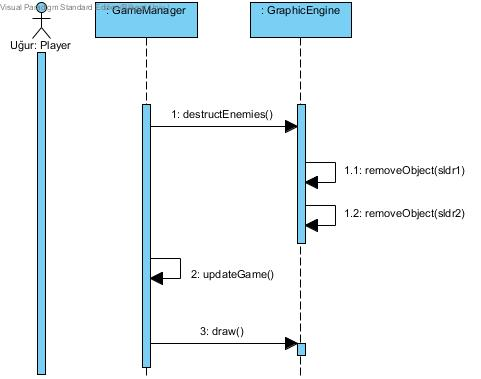 Visual Paradigm Standard Edition
: GameManager
: GraphicEngine
Uğur: Player
1: destructEnemies()
1.1: removeObject(sldr1)
1.2: removeObject(sldr2)
2: updateGame()
3: draw()